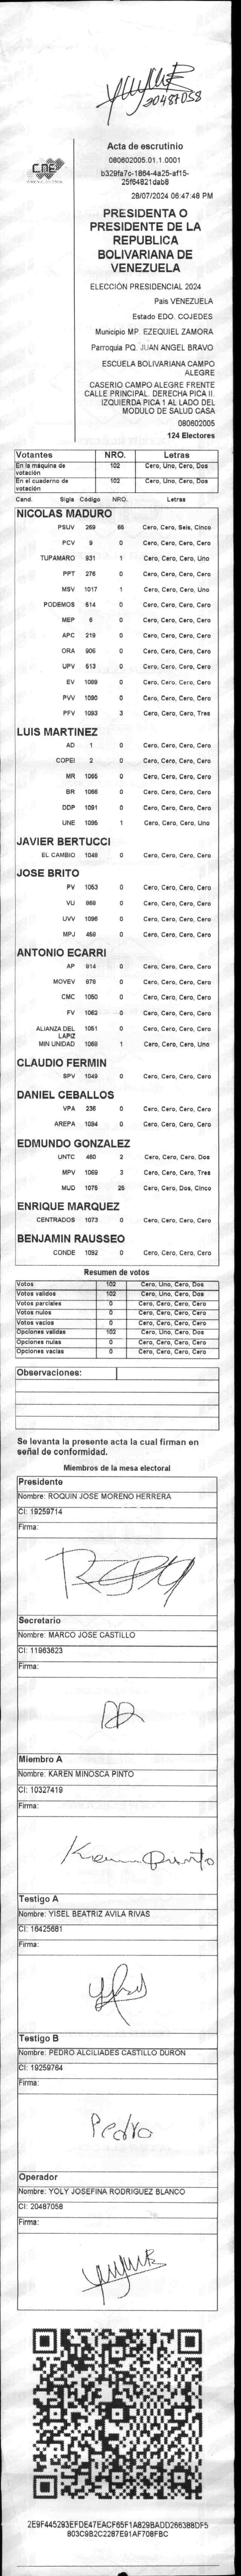 20487058
CNE
Acta de escrutinio
080602005.01.1.0001
b329fa7c-1864-4a25-af15-
25f64821dab8
28/07/2024 06:47:48 PM
PRESIDENTA O
PRESIDENTE DE LA
REPUBLICA
BOLIVARIANA DE
VENEZUELA
ELECCIÓN PRESIDENCIAL 2024
Pais VENEZUELA
Estado EDO. COJEDES
Municipio MP. EZEQUIEL ZAMORA
Parroquia PQ. JUAN ANGEL BRAVO
ESCUELA BOLIVARIANA CAMPO
ALEGRE
CASERIO CAMPO ALEGRE FRENTE
CALLE PRINCIPAL. DERECHA PICA II.
IZQUIERDA PICA 1 AL LADO DEL
MODULO DE SALUD CASA
080602005
124 Electores
Votantes NRO. Letras
En la máquina de votación 102 Cero, Uno, Cero, Dos
En el cuaderno de votación 102 Cero, Uno, Cero, Dos
Cand. Sigla Código NRO. Letras
NICOLAS MADURO
PSUV 269 65 Cero, Cero, Seis, Cinco
PCV 9 0 Cero, Cero, Cero, Cero
TUPAMARO 931 1 Cero, Cero, Cero, Uno
PPT 276 0 Cero, Cero, Cero, Cero
MSV 1017 1 Cero, Cero, Cero, Uno
PODEMOS 514 0 Cero, Cero, Cero, Cero
MEP 6 0 Cero, Cero, Cero, Cero
APC 219 0 Cero, Cero, Cero, Cero
ORA 906 0 Cero, Cero, Cero, Cero
UPV 513 0 Cero, Cero, Cero, Cero
EV 1089 0 Cero, Cero, Cero, Cero
PVV 1090 0 Cero, Cero, Cero, Cero
PFV 1093 3 Cero, Cero, Cero, Tres
LUIS MARTINEZ
AD 1 0 Cero, Cero, Cero, Cero
COPEI 2 0 Cero, Cero, Cero, Cero
MR 1065 0 Cero, Cero, Cero, Cero
BR 1066 0 Cero, Cero, Cero, Cero
DDP 1091 0 Cero, Cero, Cero, Cero
UNE 1095 1 Cero, Cero, Cero, Uno
JAVIER BERTUCCI
EL CAMBIO 1048 0 Cero, Cero, Cero, Cero
JOSE BRITO
PV 1053 0 Cero, Cero, Cero, Cero
VU 868 0 Cero, Cero, Cero, Cero
UVV 1096 0 Cero, Cero, Cero, Cero
MPJ 459 0 Cero, Cero, Cero, Cero
ANTONIO ECARRI
AP 914 0 Cero, Cero, Cero, Cero
MOVEV 978 0 Cero, Cero, Cero, Cero
CMC 1050 0 Cero, Cero, Cero, Cero
FV 1062 0 Cero, Cero, Cero, Cero
ALIANZA DEL LAPIZ 1051 0 Cero, Cero, Cero, Cero
MIN UNIDAD 1068 1 Cero, Cero, Cero, Uno
CLAUDIO FERMIN
SPV 1049 0 Cero, Cero, Cero, Cero
DANIEL CEBALLOS
VPA 236 0 Cero, Cero, Cero, Cero
AREPA 1094 0 Cero, Cero, Cero, Cero
EDMUNDO GONZALEZ
UNTC 460 2 Cero, Cero, Cero, Dos
MPV 1069 3 Cero, Cero, Cero, Tres
MUD 1075 25 Cero, Cero, Dos, Cinco
ENRIQUE MARQUEZ
CENTRADOS 1073 0 Cero, Cero, Cero, Cero
BENJAMIN RAUSSEO
CONDE 1092 0 Cero, Cero, Cero, Cero
Resumen de votos
Votos 102 Cero, Uno, Cero, Dos
Votos validos 102 Cero, Uno, Cero, Dos
Votos parciales 0 Cero, Cero, Cero, Cero
Votos nulos 0 Cero, Cero, Cero, Cero
Votos vacios 0 Cero, Cero, Cero, Cero
Opciones validas 102 Cero, Uno, Cero, Dos
Opciones nulas 0 Cero, Cero, Cero, Cero
Opciones vacias 0 Cero, Cero, Cero, Cero
Observaciones:
Se levanta la presente acta la cual firman en
señal de conformidad.
Miembros de la mesa electoral
Presidente
Nombre: ROQUIN JOSE MORENO HERRERA
CI: 19259714
Firma:
Secretario
Nombre: MARCO JOSE CASTILLO
CI: 11963623
Firma:
Miembro A
Nombre: KAREN MINOSCA PINTO
CI: 10327419
Firma:
Karen Pinto
Testigo A
Nombre: YISEL BEATRIZ AVILA RIVAS
CI: 16425681
Firma:
Testigo B
Nombre: PEDRO ALCILIADES CASTILLO DURON
CI: 19259764
Firma:
Pedro
Operador
Nombre: YOLY JOSEFINA RODRIGUEZ BLANCO
CI: 20487058
Firma:
2E9F445293EFDE47EACF65F1A829BADD266388DF5
803C9B2C2287E91AF708FBC